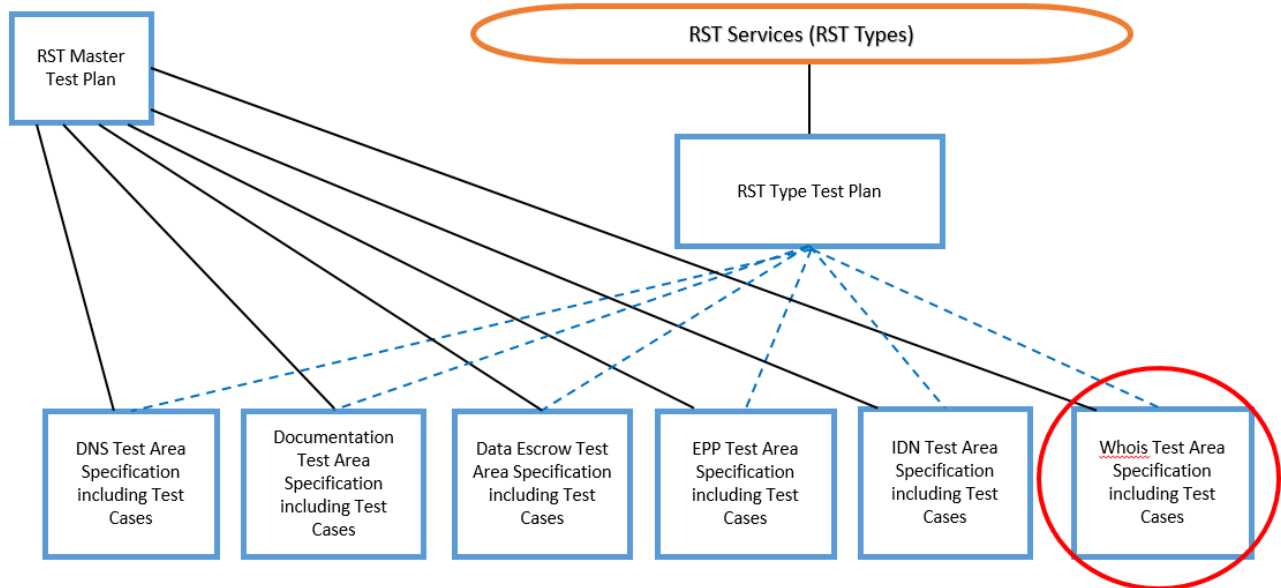 RST Services (RST Types)
RST Master
Test Plan
RST Type Test Plan
DNS Test Area
Specification
including Test
Cases
Documentation
Test Area
Specification
including Test
Cases
Data Escrow Test
Area Specification
including Test
Cases
EPP Test Area
Specification
including Test
Cases
IDN Test Area
Specification
including Test
Cases
Whois Test Area
Specification
including Test
Cases